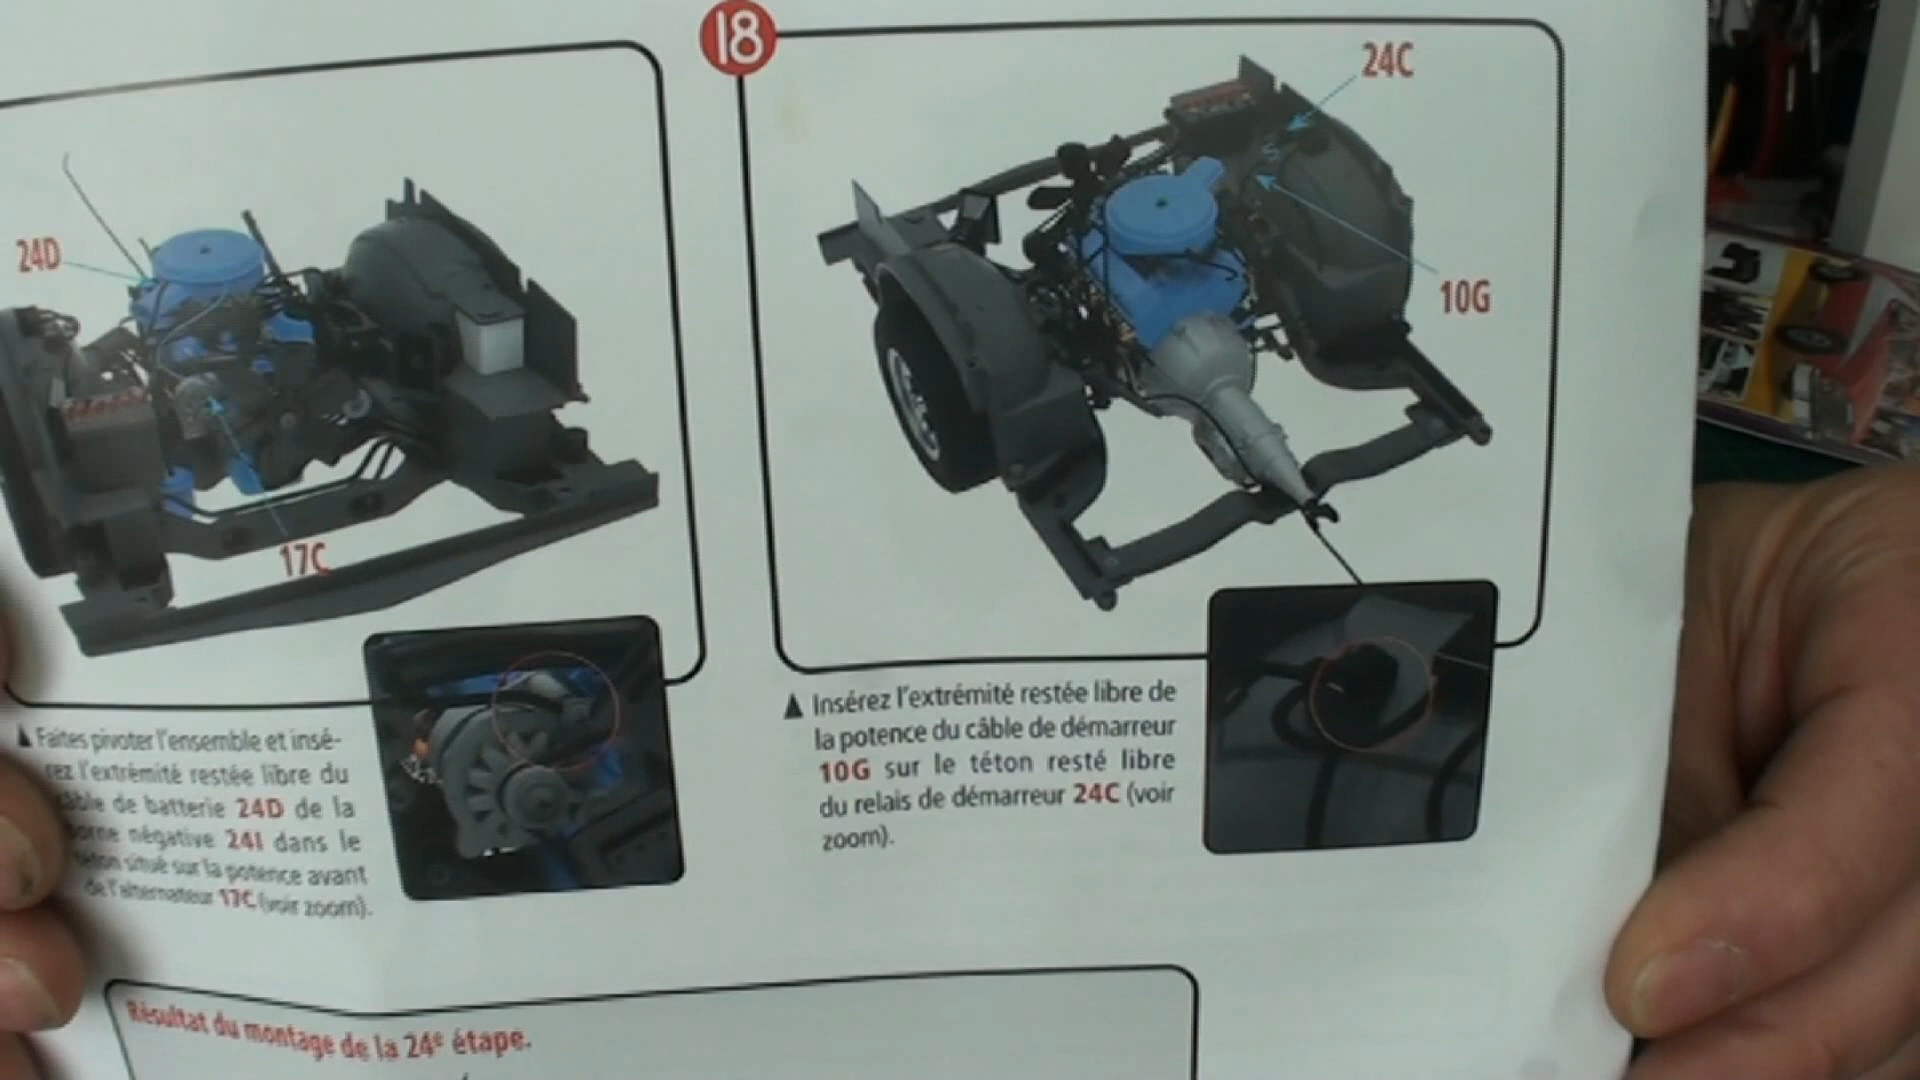 24D
17C
▲ Faites pivoter l'ensemble et insé-
rez l'extrémité restée libre du
câble de batterie 24D de la
borne négative 24I dans le
téton situé sur la potence avant
de l'alternateur 17C (voir zoom).
18
24C
10G
▲ Insérez l'extrémité restée libre de
la potence du câble de démarreur
10G sur le téton resté libre
du relais de démarreur 24C (voir
zoom).
Résultat du montage de la 24e étape.